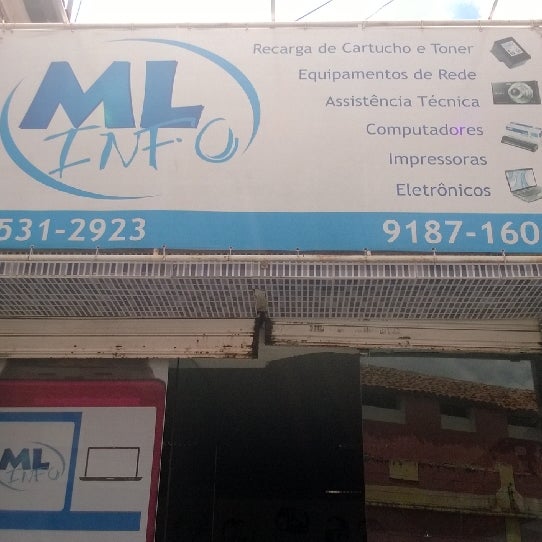 ML
INFO
Recarga de Cartucho e Toner
Equipamentos de Rede
Assistência Técnica
Computadores
Impressoras
Eletrônicos
531-2923
9187-160
ML
INFO